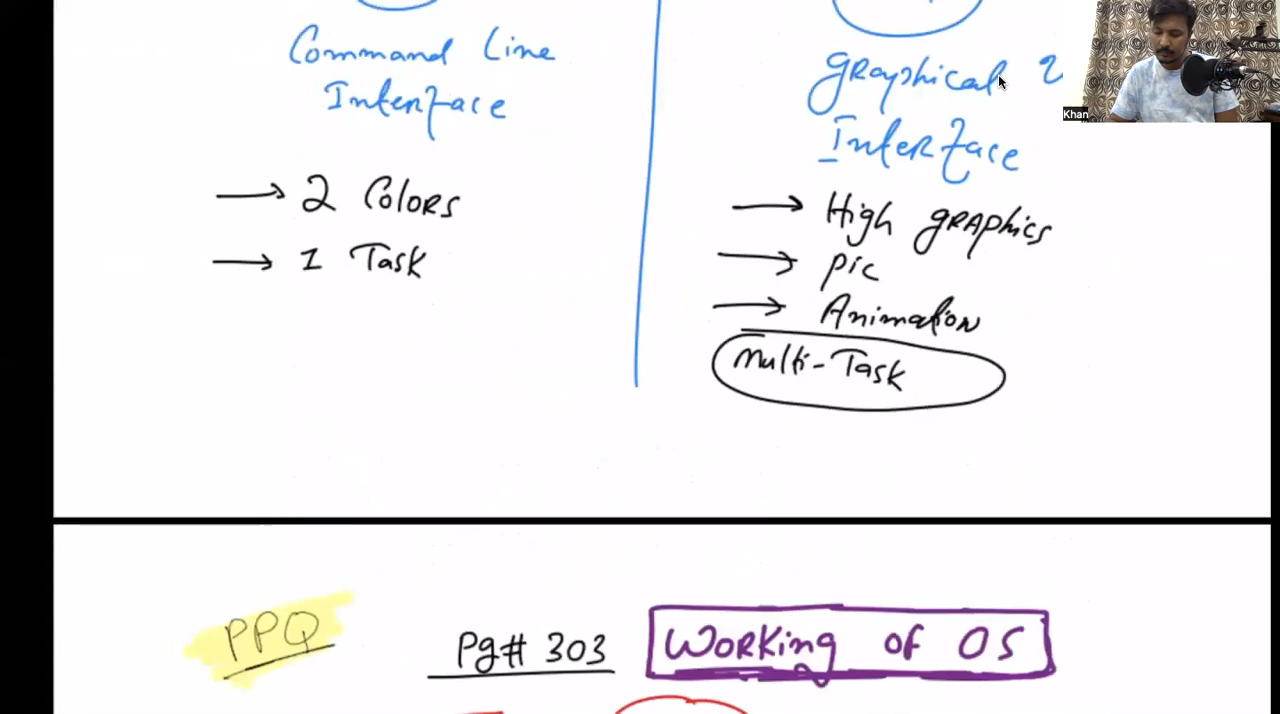 Command Line
Interface
→ 2 Colors
→ 1 Task
Graphical
Interface
→ High graphics
→ Pic
→ Animation
Multi-Task
Khan
PPQ
Pg# 303
Working of OS